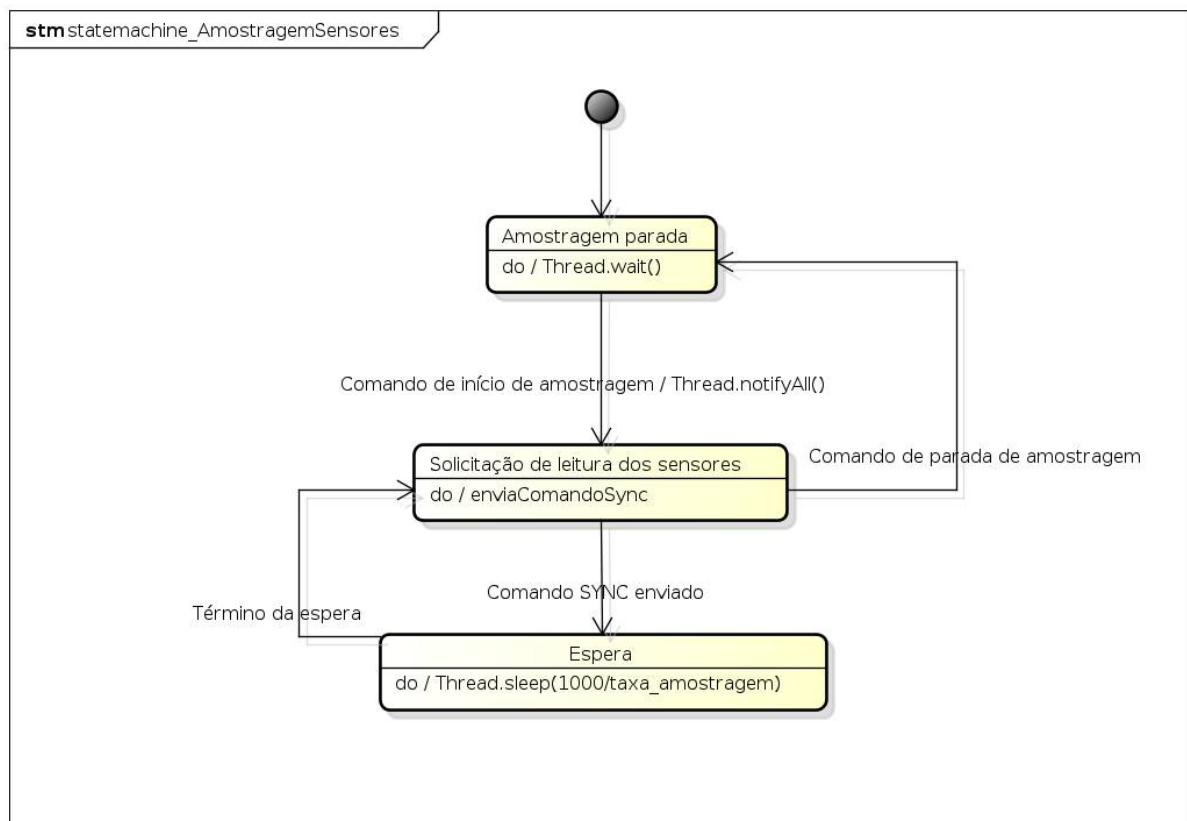 stm statemachine_AmostragemSensores
Amostragem parada
do / Thread.wait()
Comando de início de amostragem / Thread.notifyAll()
Solicitação de leitura dos sensores
do / enviaComandoSync
Comando de parada de amostragem
Comando SYNC enviado
Término da espera
Espera
do / Thread.sleep(1000/taxa_amostragem)